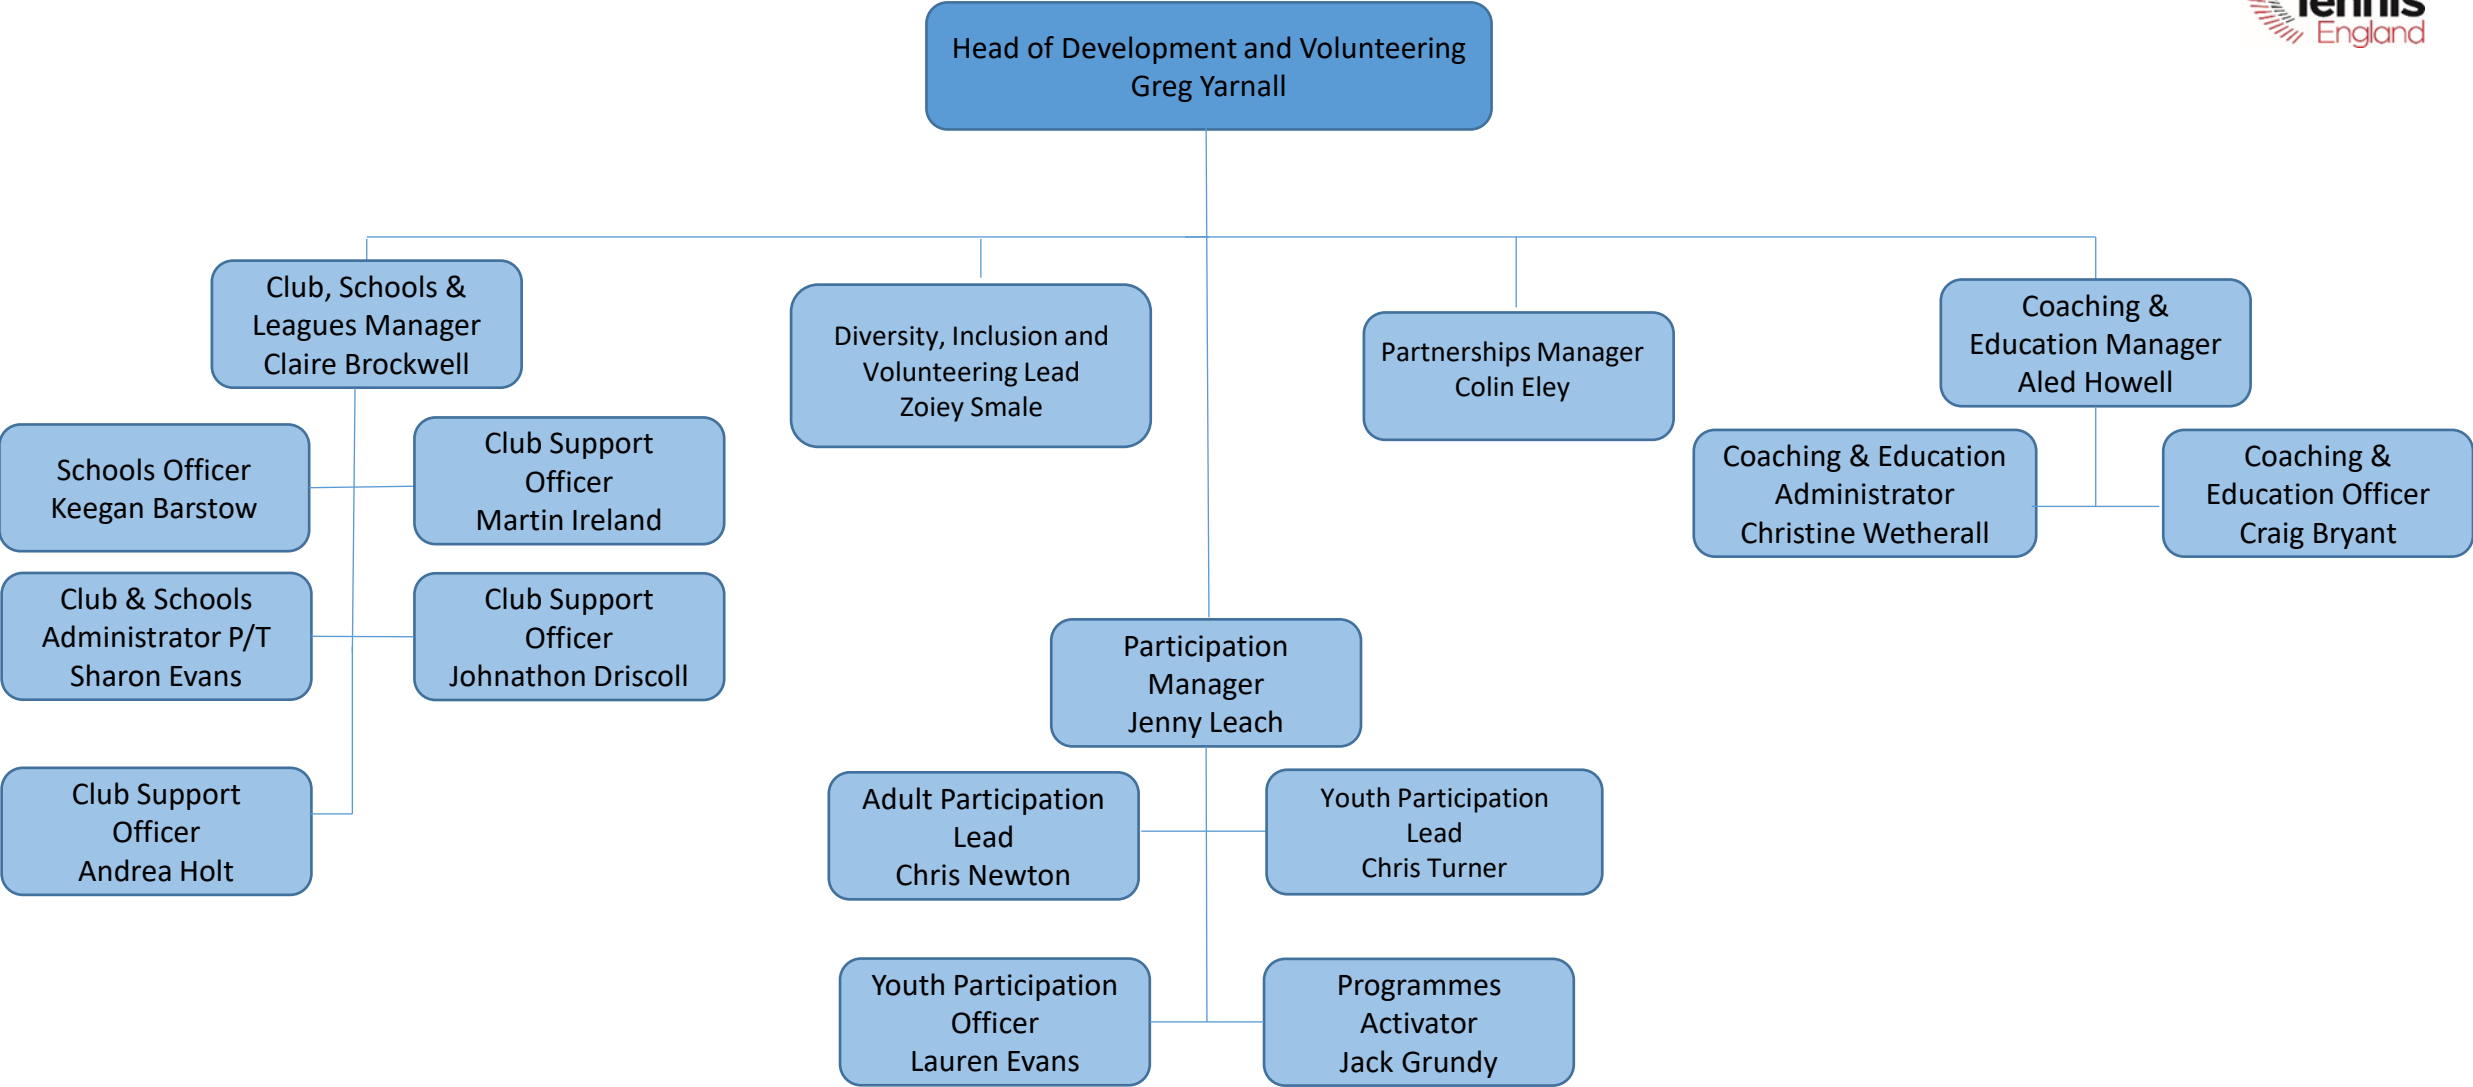 Tennis
England
Head of Development and Volunteering
Greg Yarnall
Club, Schools &
Leagues Manager
Claire Brockwell
Diversity, Inclusion and
Volunteering Lead
Zoiey Smale
Partnerships Manager
Colin Eley
Coaching &
Education Manager
Aled Howell
Schools Officer
Keegan Barstow
Club Support
Officer
Martin Ireland
Coaching & Education
Administrator
Christine Wetherall
Coaching &
Education Officer
Craig Bryant
Club & Schools
Administrator P/T
Sharon Evans
Club Support
Officer
Johnathon Driscoll
Participation
Manager
Jenny Leach
Club Support
Officer
Andrea Holt
Adult Participation
Lead
Chris Newton
Youth Participation
Lead
Chris Turner
Youth Participation
Officer
Lauren Evans
Programmes
Activator
Jack Grundy